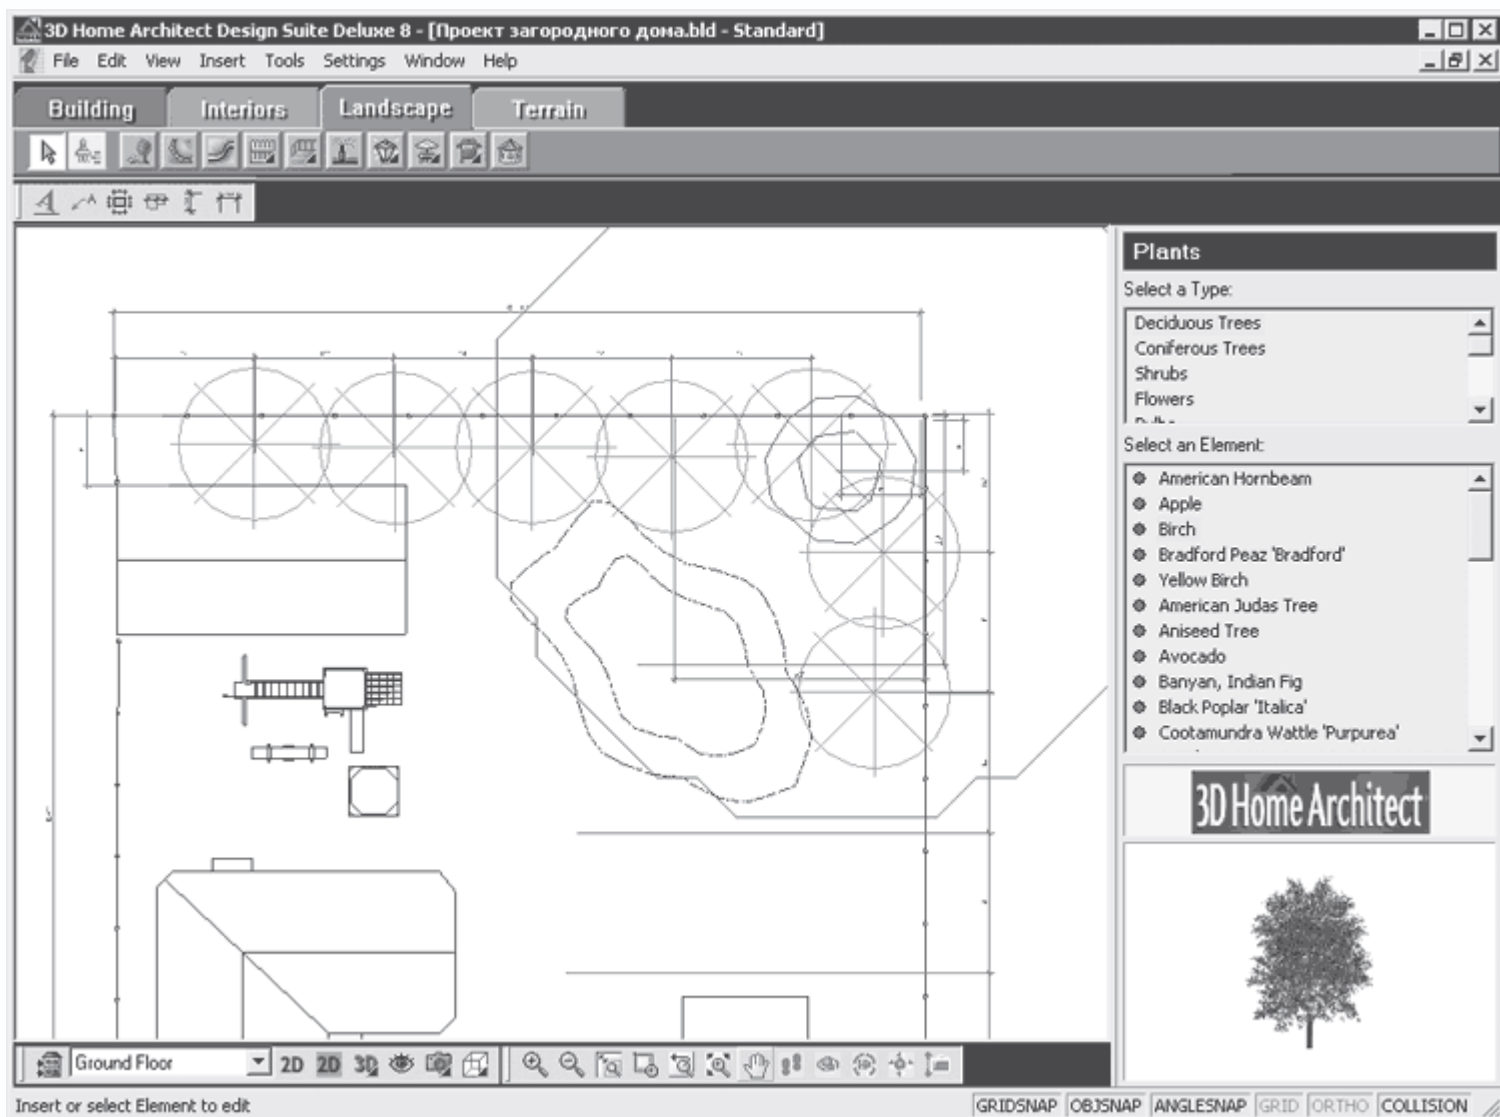 3D Home Architect Design Suite Deluxe 8 - [Проект загородного дома.bld - Standard]
File Edit View Insert Tools Settings Window Help
Building Interiors Landscape Terrain
Plants
Select a Type:
Deciduous Trees
Coniferous Trees
Shrubs
Flowers
Select an Element:
American Hornbeam
Apple
Birch
Bradford Peaz 'Bradford'
Yellow Birch
American Judas Tree
Aniseed Tree
Avocado
Banyan, Indian Fig
Black Poplar 'Italica'
Cootamundra Wattle 'Purpurea'
3D Home Architect
Ground Floor 2D 2D 3D
Insert or select Element to edit GRIDSNAP OBJSNAP ANGLESNAP GRID ORTHO COLLISION